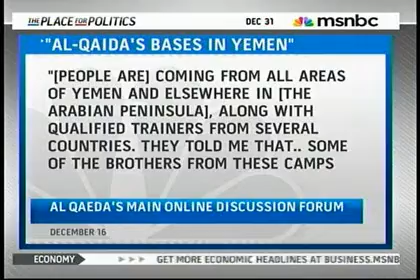 THE PLACE FOR POLITICS
DEC 31
msnbc
"AL-QAIDA'S BASES IN YEMEN"
"[PEOPLE ARE] COMING FROM ALL AREAS
OF YEMEN AND ELSEWHERE IN [THE
ARABIAN PENINSULA], ALONG WITH
QUALIFIED TRAINERS FROM SEVERAL
COUNTRIES. THEY TOLD ME THAT.. SOME
OF THE BROTHERS FROM THESE CAMPS
AL QAEDA'S MAIN ONLINE DISCUSSION FORUM
DECEMBER 16
ECONOMY
GET MORE ECONOMIC HEADLINES AT BUSINESS.MSNB